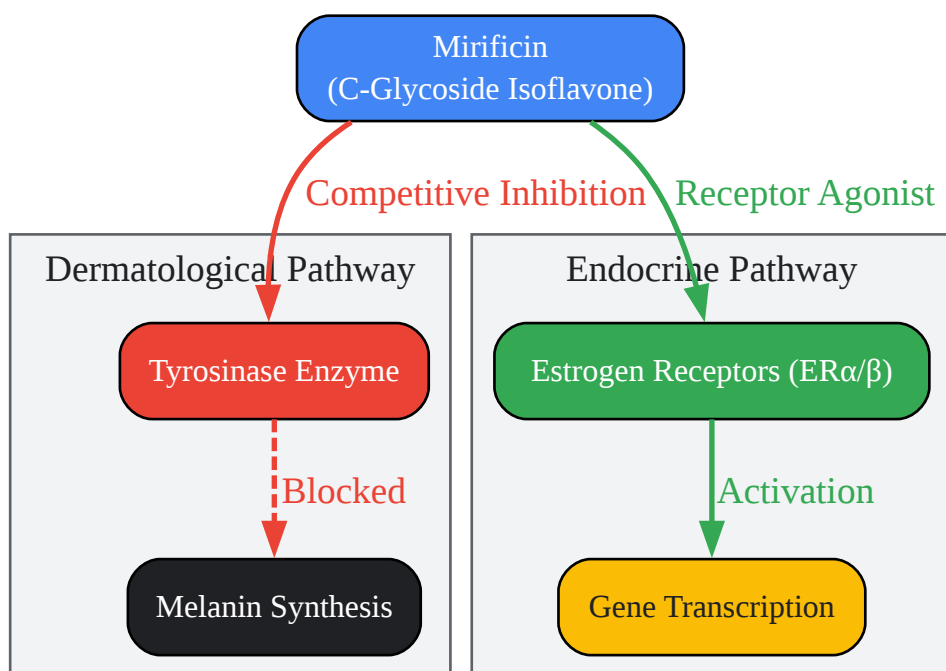 Mirificin
(C-Glycoside Isoflavone)
Competitive Inhibition
Receptor Agonist
Dermatological Pathway
Endocrine Pathway
Tyrosinase Enzyme
Estrogen Receptors (ERα/β)
Blocked
Activation
Melanin Synthesis
Gene Transcription